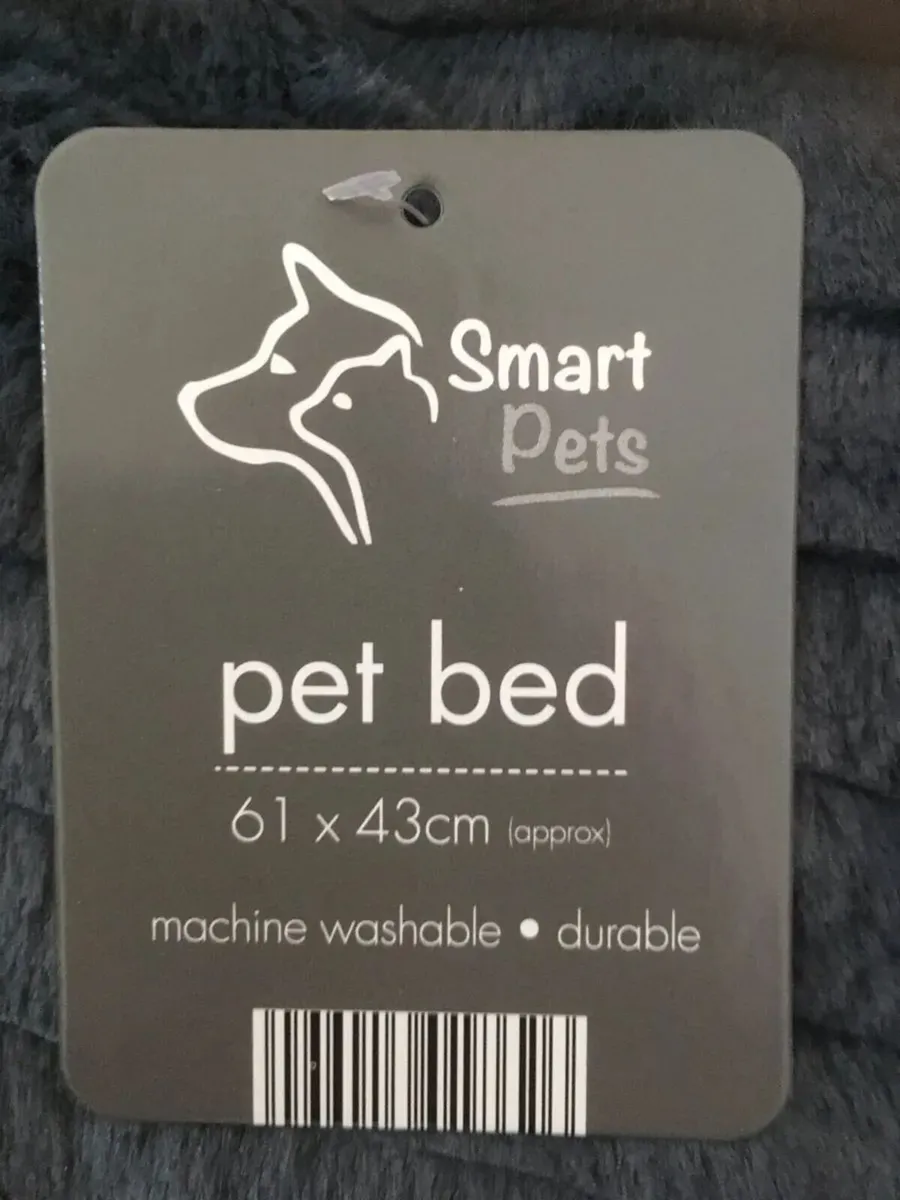 Smart
Pets
pet bed
61 x 43cm (approx)
machine washable • durable